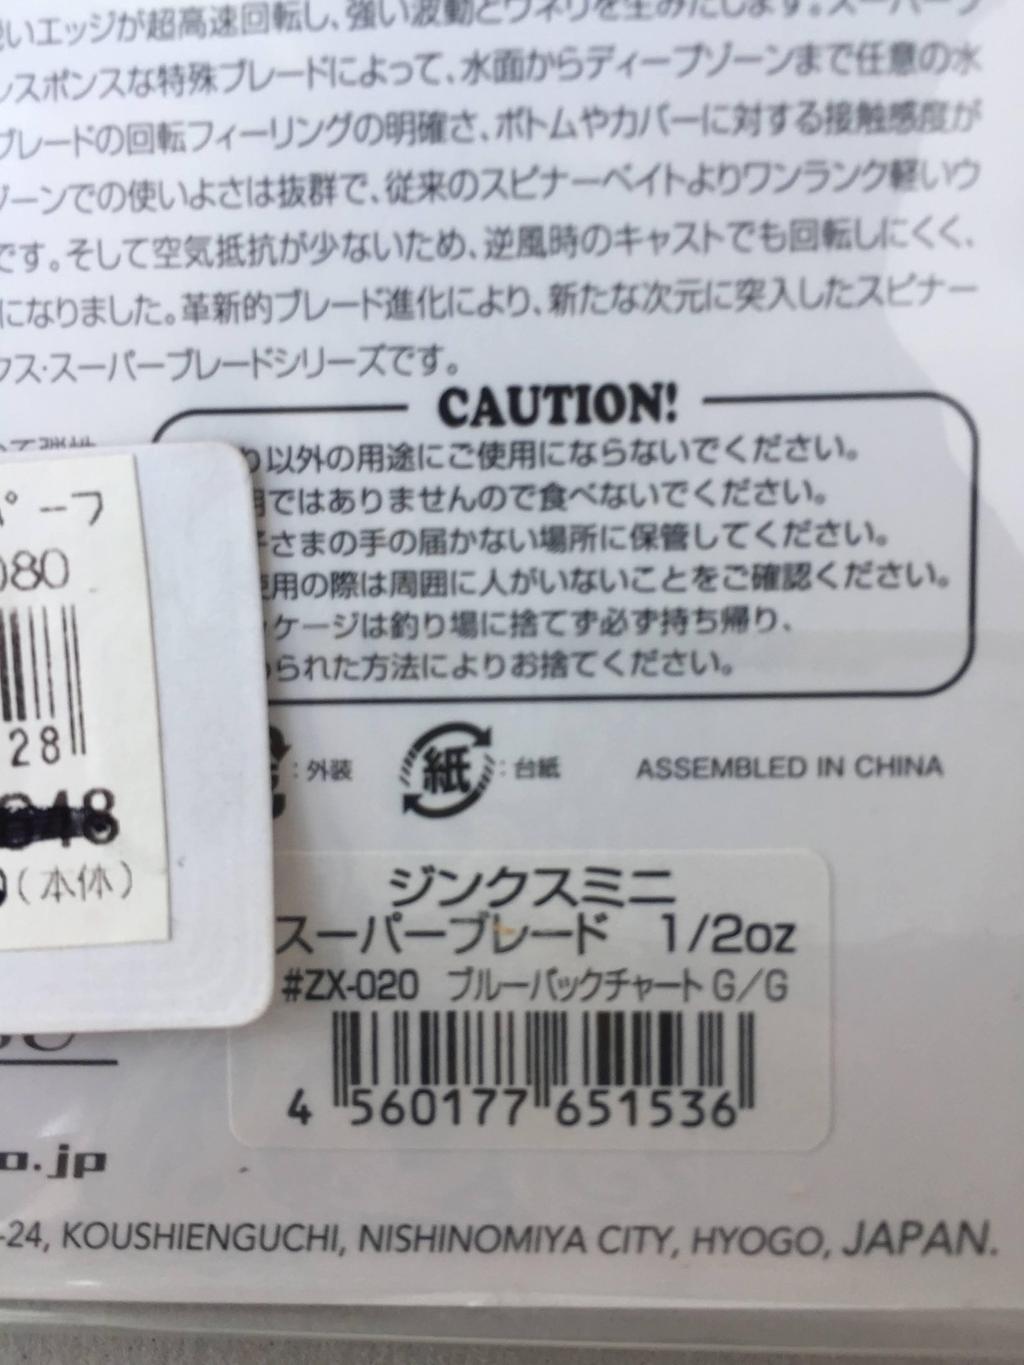 いエッジが超高速回転し、強い波動とウネリを生みだします。スーパーブ
レスポンスな特殊ブレードによって、水面からディープゾーンまで任意の水
ブレードの回転フィーリングの明確さ、ボトムやカバーに対する接触感度が
ゾーンでの使いよさは抜群で、従来のスピナーベイトよりワンランク軽いウ
です。そして空気抵抗が少ないため、逆風時のキャストでも回転しにくく、
になりました。革新的ブレード進化により、新たな次元に突入したスピナー
クス・スーパーブレードシリーズです。
CAUTION!
り以外の用途にご使用にならないでください。
用ではありませんので食べないでください。
子さまの手の届かない場所に保管してください。
使用の際は周囲に人がいないことをご確認ください。
ケージは釣り場に捨てず必ず持ち帰り、
られた方法によりお捨てください。
パーフ
080
28
48
(本体)
:外装 紙 :台紙 ASSEMBLED IN CHINA
ジンクスミニ
スーパーブレード 1/2oz
#ZX-020 ブルーバックチャート G/G
4 560177 651536
o.jp
-24, KOUSHIENGUCHI, NISHINOMIYA CITY, HYOGO, JAPAN.